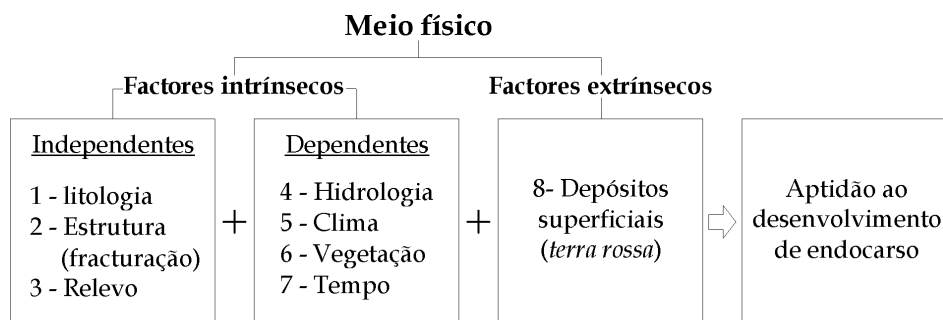 Meio físico
Factores intrínsecos
Factores extrínsecos
Independentes
1 - litologia
2 - Estrutura
(fracturação)
3 - Relevo
+
Dependentes
4 - Hidrologia
5 - Clima
6 - Vegetação
7 - Tempo
+
8- Depósitos
superficiais
(terra rossa)
Aptidão ao
desenvolvimento
de endocarso